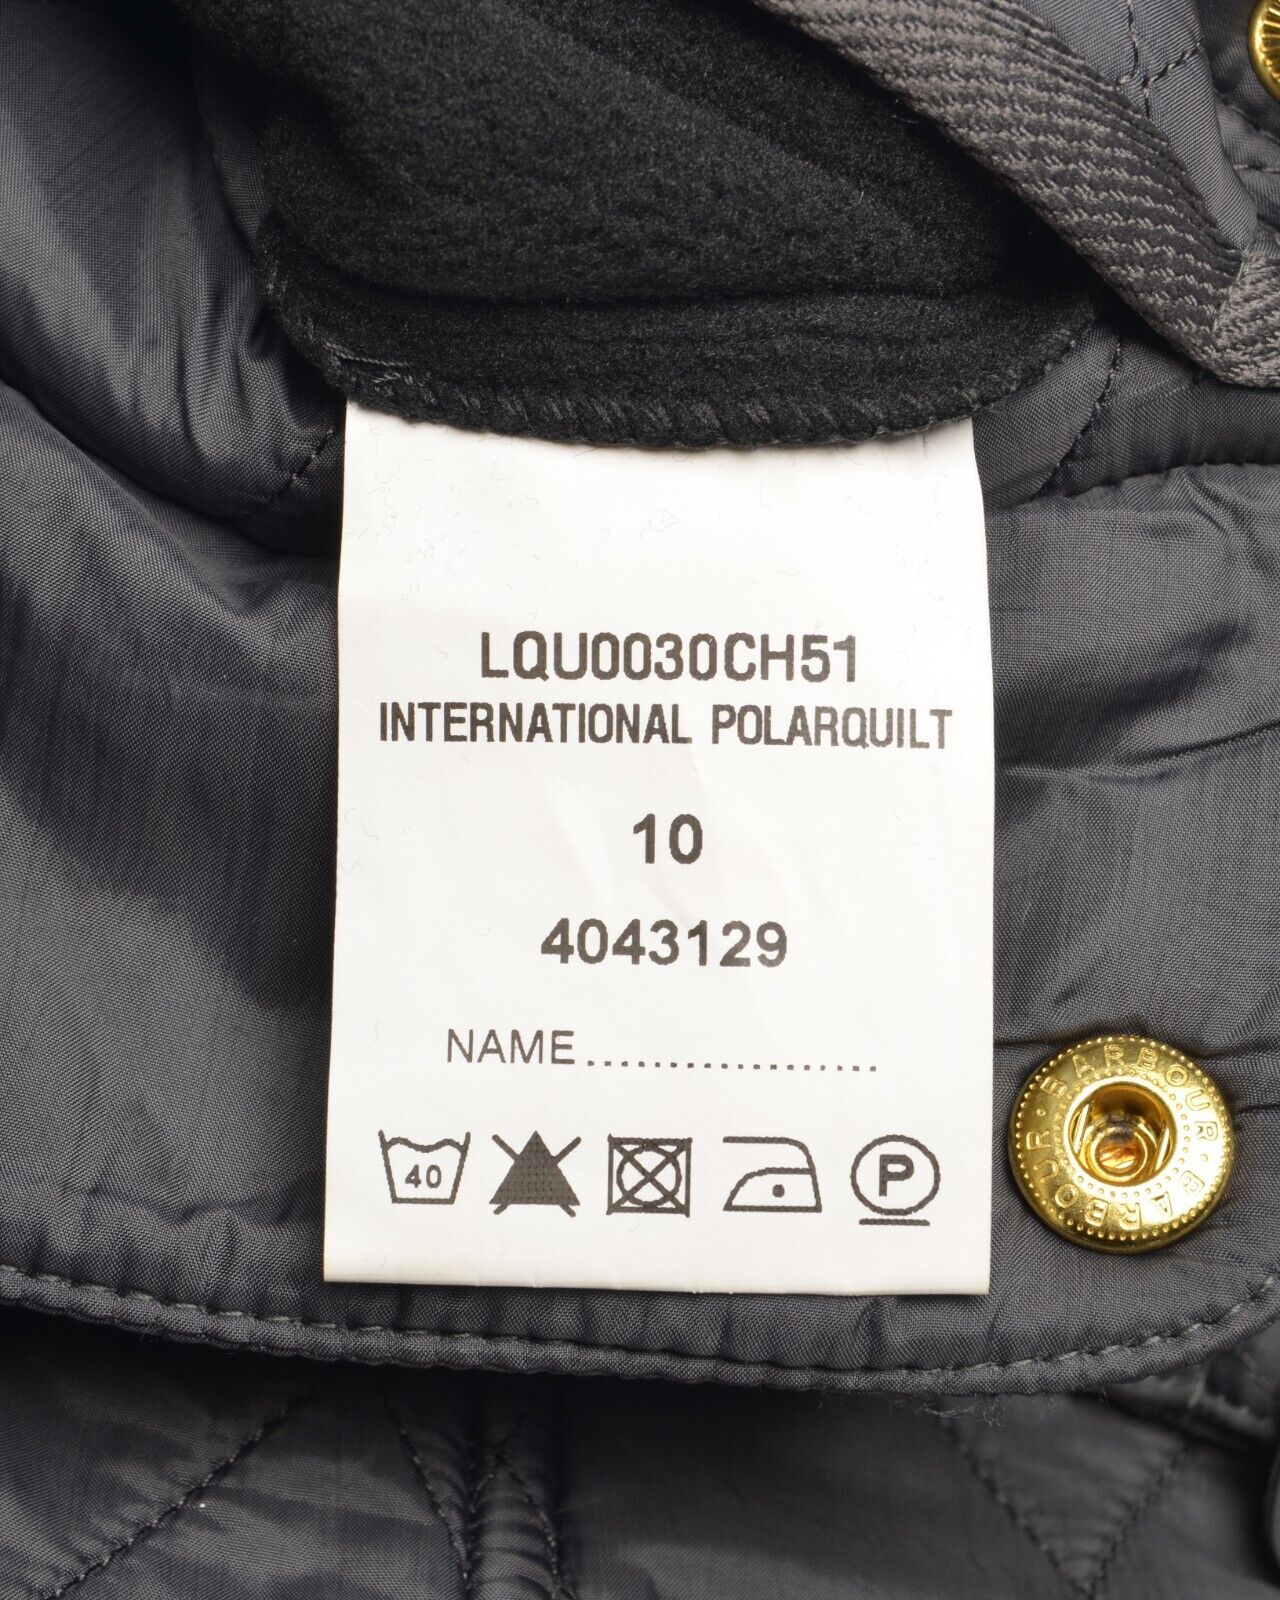 LQU0030CH51
INTERNATIONAL POLARQUILT
10
4043129
NAME..................
40
P
BARBOUR · BARBOUR ·